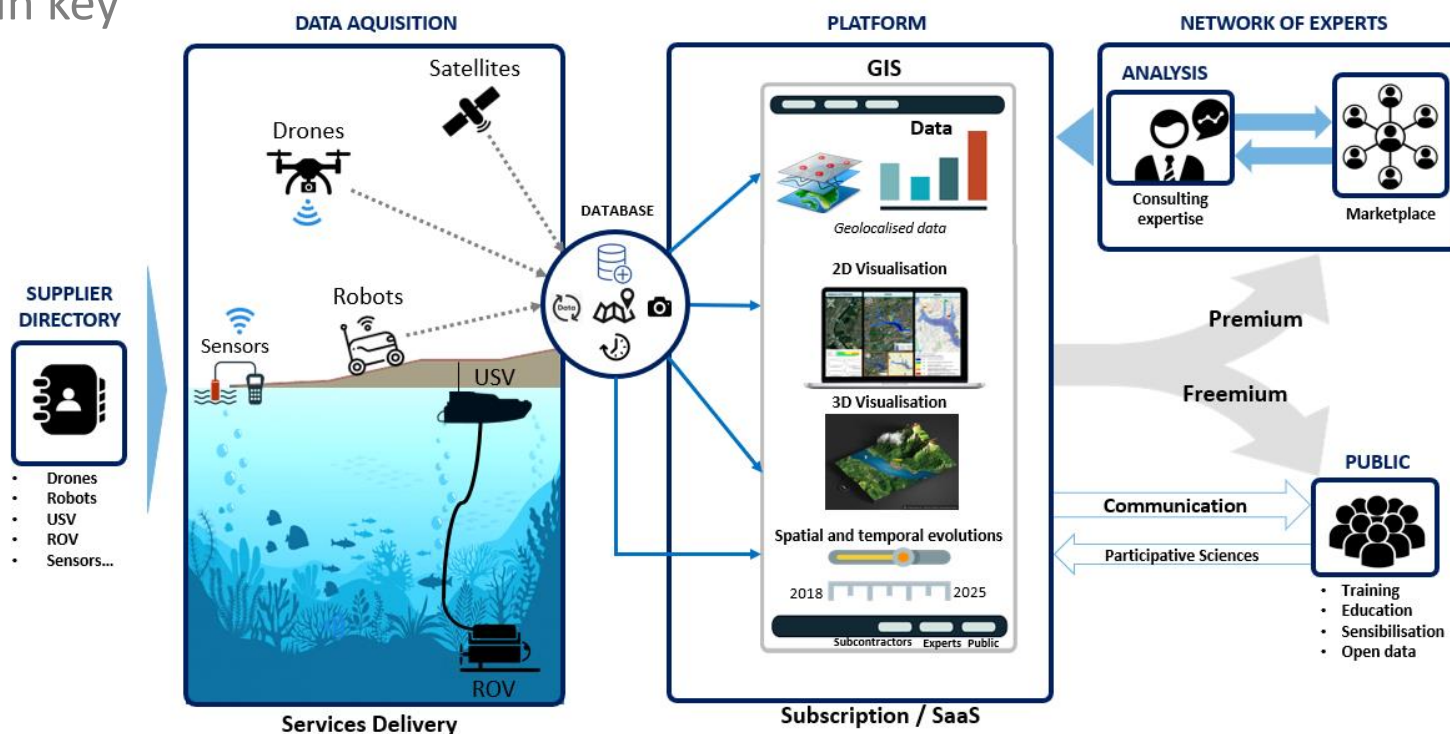 in key
DATA AQUISITION
PLATFORM
NETWORK OF EXPERTS
SUPPLIER
DIRECTORY
• Drones
• Robots
• USV
• ROV
• Sensors...
Satellites
Drones
Robots
Sensors
USV
ROV
Services Delivery
DATABASE
Data
GIS
Data
Geolocalised data
2D Visualisation
3D Visualisation
Spatial and temporal evolutions
2018
2025
Subcontractors Experts Public
Subscription / SaaS
ANALYSIS
Consulting
expertise
Marketplace
Premium
Freemium
Communication
Participative Sciences
PUBLIC
• Training
• Education
• Sensibilisation
• Open data